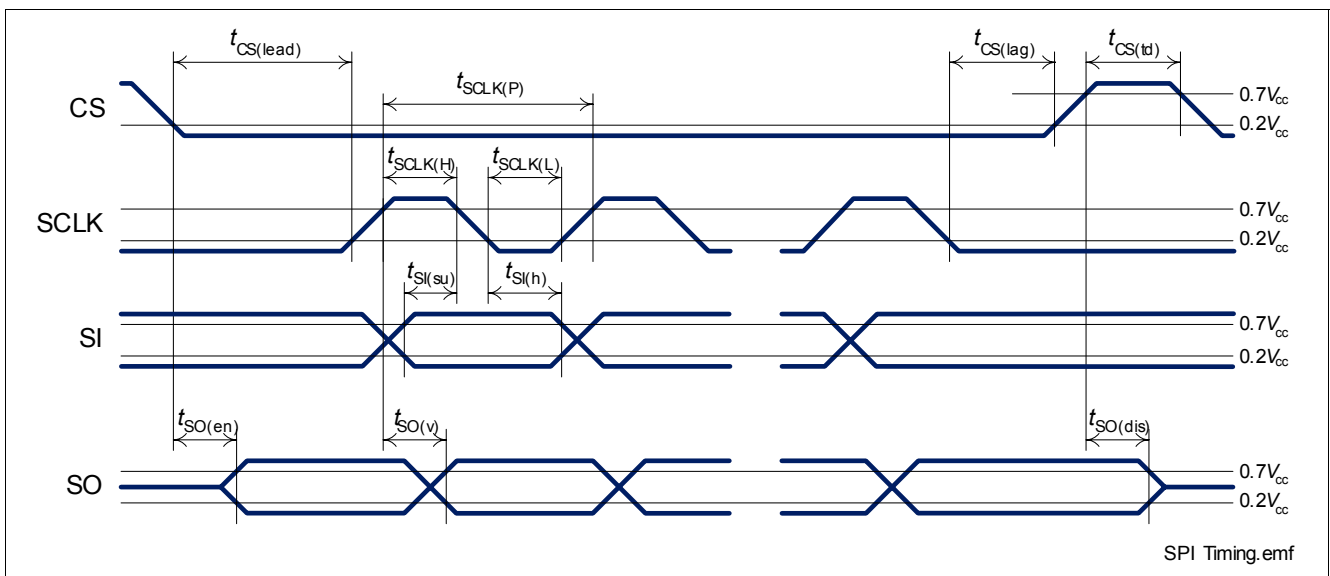 tCS(lead)
tCS(lag)
tCS(td)
tSCLK(P)
CS
0.7Vcc
0.2Vcc
tSCLK(H)
tSCLK(L)
SCLK
0.7Vcc
0.2Vcc
tSI(su)
tSI(h)
SI
0.7Vcc
0.2Vcc
tSO(en)
tSO(v)
tSO(dis)
SO
0.7Vcc
0.2Vcc
SPI Timing.emf